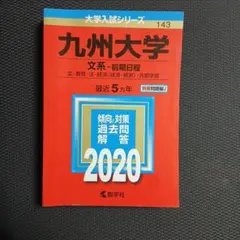 大学入試シリーズ
143
九州大学
文系-前期日程
最近5カ年
傾向と対策
過去問
解答
2020
教学社